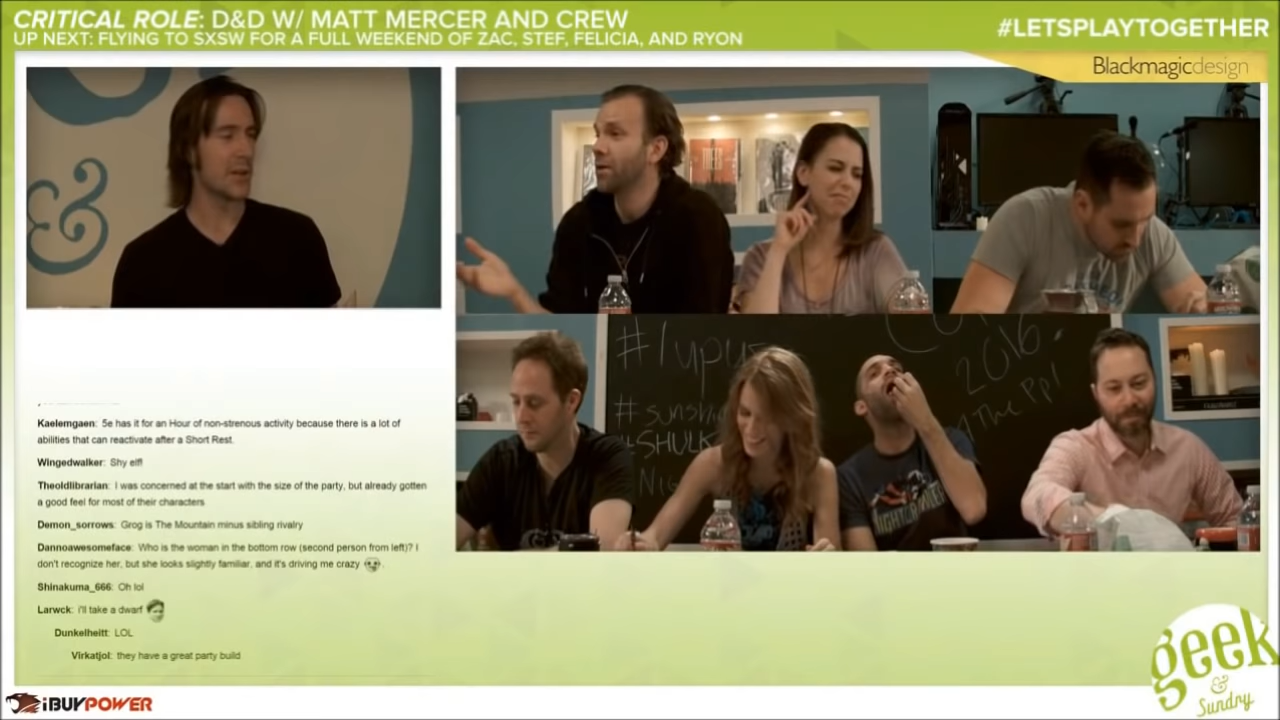 CRITICAL ROLE: D&D W/ MATT MERCER AND CREW
UP NEXT: FLYING TO SXSW FOR A FULL WEEKEND OF ZAC, STEF, FELICIA, AND RYON
#LETSPLAYTOGETHER
Blackmagicdesign
&
#lupus
2016.
# sunshi
The Pp!
#SHULK
Kaelemgaen: 5e has it for an Hour of non-strenous activity because there is a lot of
abilities that can reactivate after a Short Rest.
Wingedwalker: Shy elf!
Theoldlibrarian: I was concerned at the start with the size of the party, but already gotten
a good feel for most of their characters
Demon_sorrows: Grog is The Mountain minus sibling rivalry
Dannoawesomeface: Who is the woman in the bottom row (second person from left)? I
don't recognize her, but she looks slightly familiar, and it's driving me crazy .
Shinakuma_666: Oh lol
Larwck: i'll take a dwarf
Dunkelheitt: LOL
Virkatjol: they have a great party build
iBUYPOWER
geek
&
Sundry